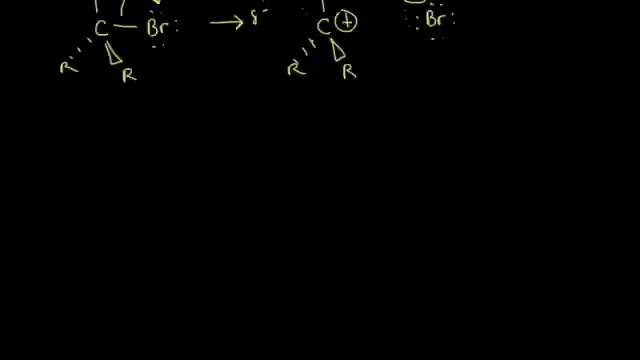 C — Br: → C + :Br:
R R R R